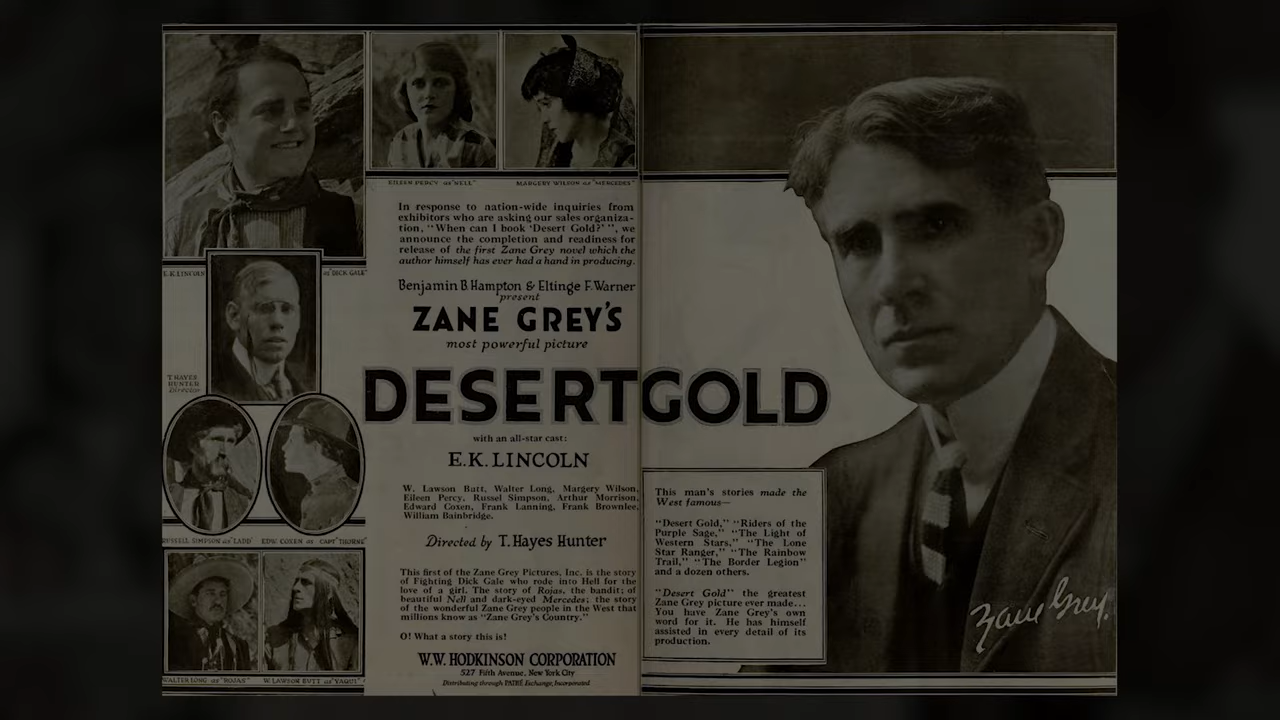 EILEEN PERCY as "NELL"
MARGERY WILSON as "MERCEDES"
In response to nation-wide inquiries from
exhibitors who are asking our sales organiza-
tion, "When can I book 'Desert Gold?' ", we
announce the completion and readiness for
release of the first Zane Grey novel which the
author himself has ever had a hand in producing.
E.K. LINCOLN
as "DICK GALE"
Benjamin B. Hampton & Eltinge F. Warner
present
ZANE GREY'S
most powerful picture
T. HAYES
HUNTER
Director
DESERT GOLD
with an all-star cast:
E. K. LINCOLN
W. Lawson Butt, Walter Long, Margery Wilson,
Eileen Percy, Russel Simpson, Arthur Morrison,
Edward Coxen, Frank Lanning, Frank Brownlee,
William Bainbridge.
Directed by T. Hayes Hunter
RUSSELL SIMPSON as "LADD"
EDW. COXEN as "CAPT THORNE"
This first of the Zane Grey Pictures, Inc. is the story
of Fighting Dick Gale who rode into Hell for the
love of a girl. The story of Rojas, the bandit; of
beautiful Nell and dark-eyed Mercedes; the story
of the wonderful Zane Grey people in the West that
millions know as "Zane Grey's Country."
O! What a story this is!
W.W. HODKINSON CORPORATION
527 Fifth Avenue, New York City
Distributing through PATHÉ Exchange, Incorporated
WALTER LONG as "ROJAS"
W. LAWSON BUTT as "YAQUI"
This man's stories made the
West famous—
"Desert Gold," "Riders of the
Purple Sage," "The Light of
Western Stars," "The Lone
Star Ranger," "The Rainbow
Trail," "The Border Legion"
and a dozen others.
"Desert Gold" the greatest
Zane Grey picture ever made...
You have Zane Grey's own
word for it. He has himself
assisted in every detail of its
production.
Zane Grey.